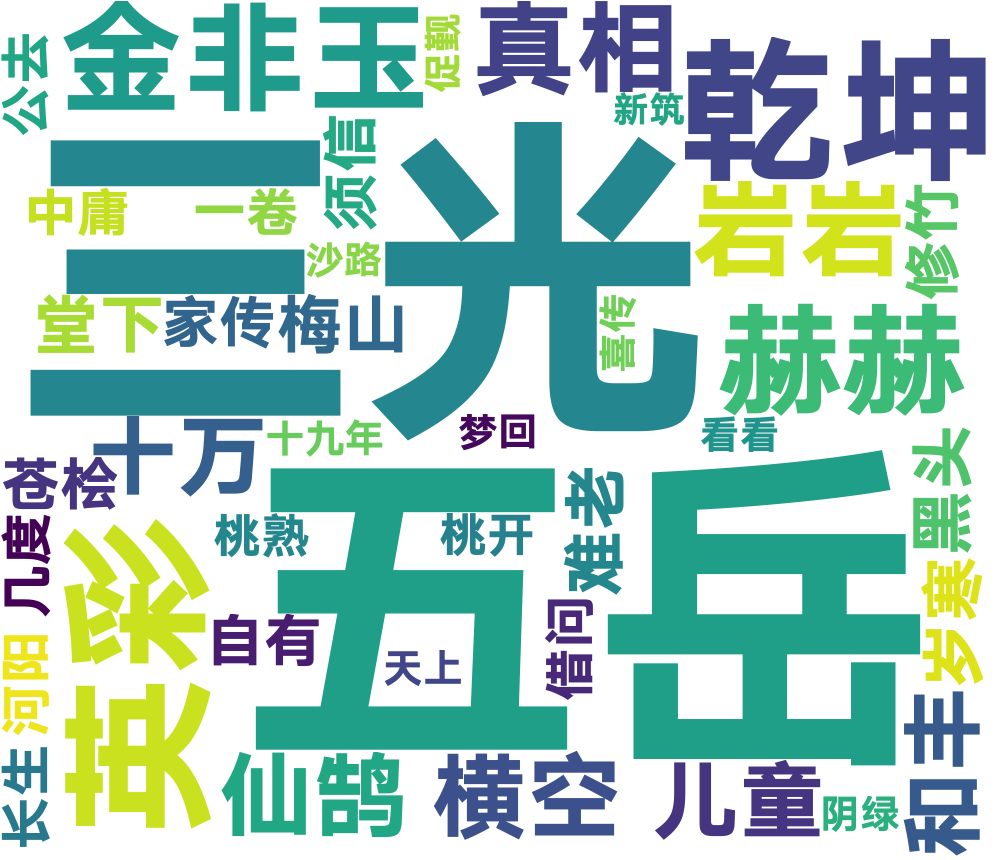 金非玉
促觐
真相
乾坤
公去
新筑
三光
须信
中庸
一卷
岩岩
修竹
沙路
堂下
家传
梅山
喜传
赫赫
十万
十九年
梦回
看看
苍桧
五岳
难老
黑头
几度
英彩
桃熟
桃开
岁寒
自有
借问
河阳
天上
和丰
长生
仙鹄
横空
儿童
阴绿